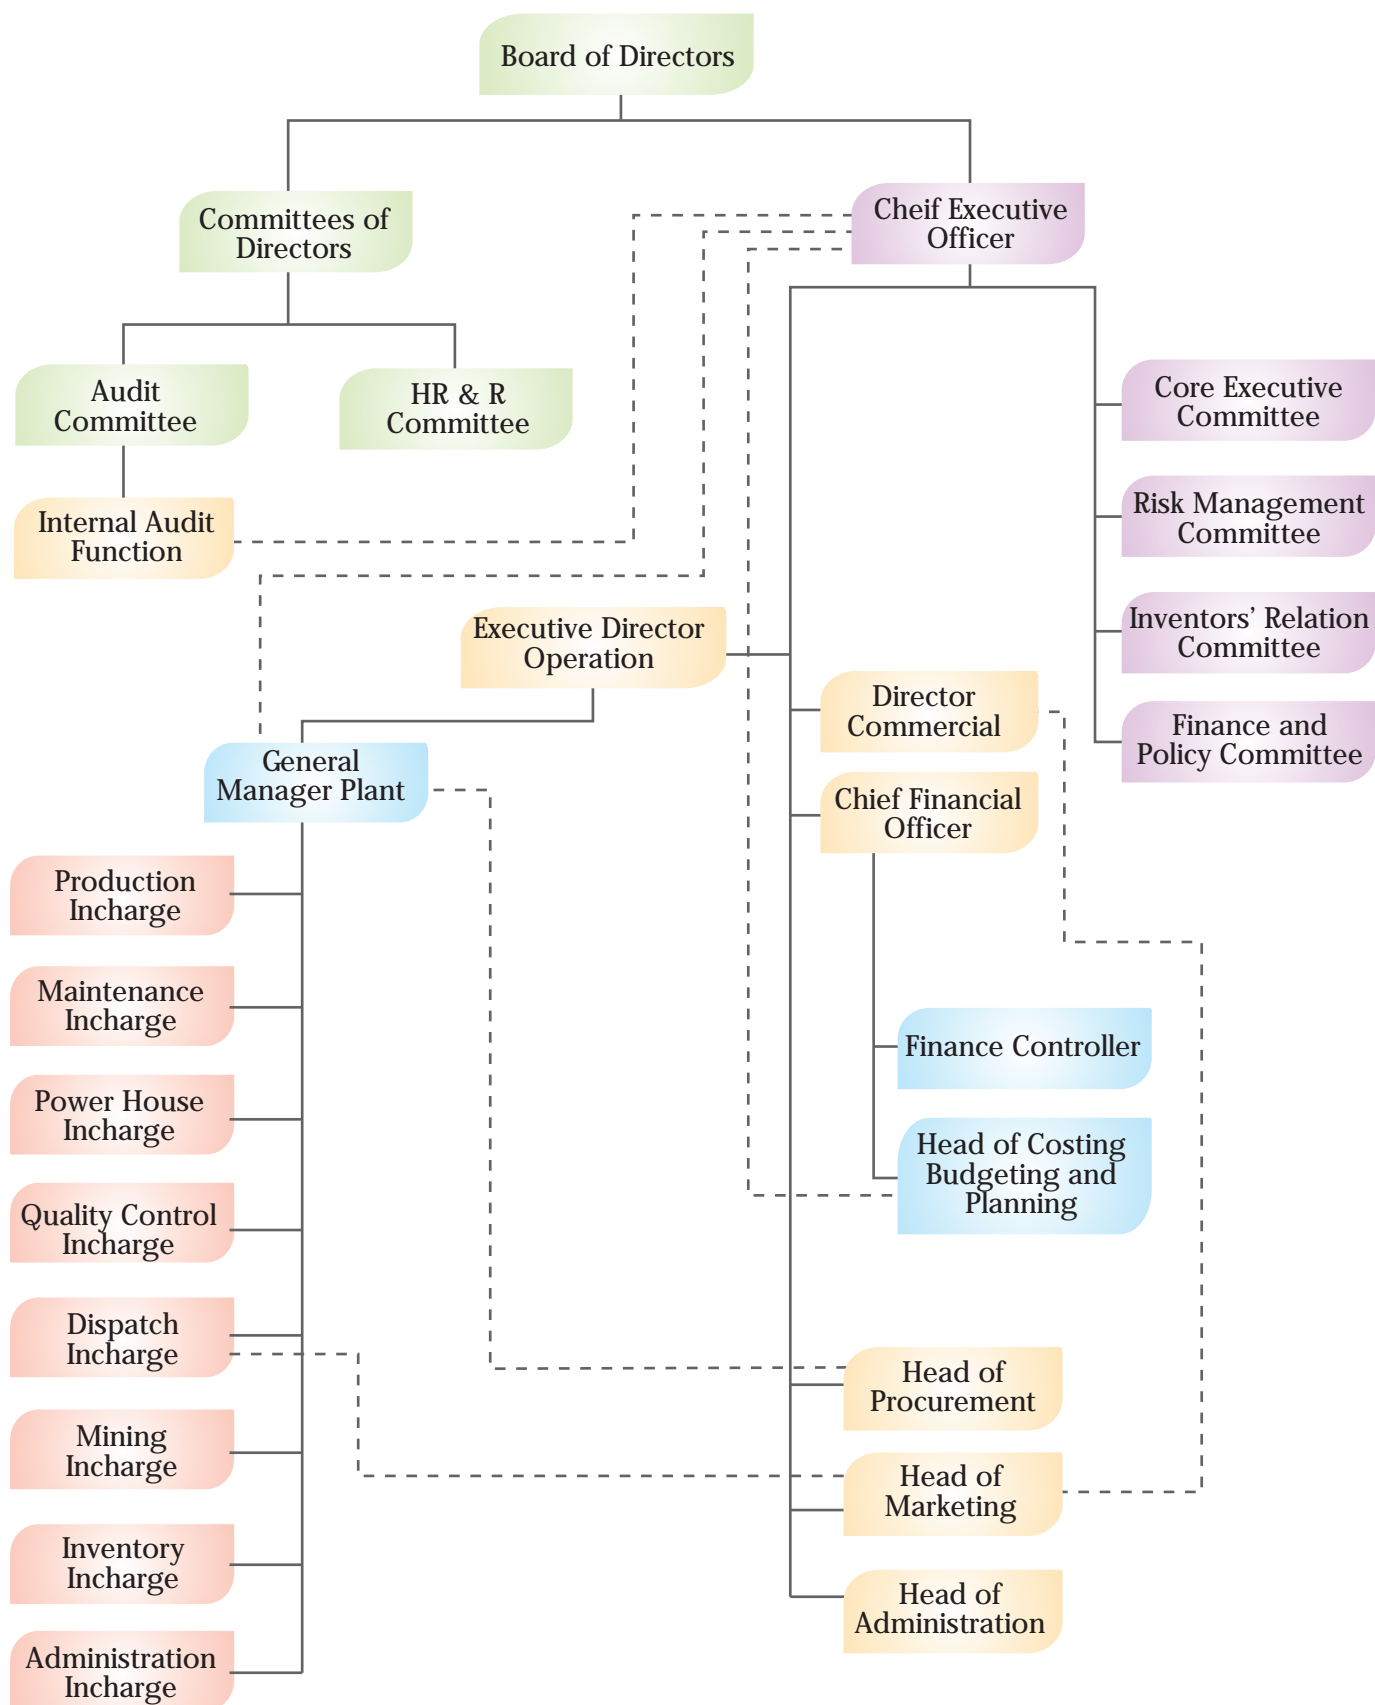 Board of Directors
Committees of
Directors
Cheif Executive
Officer
Audit
Committee
HR & R
Committee
Core Executive
Committee
Internal Audit
Function
Risk Management
Committee
Executive Director
Operation
Inventors’ Relation
Committee
Director
Commercial
Finance and
Policy Committee
General
Manager Plant
Chief Financial
Officer
Production
Incharge
Maintenance
Incharge
Finance Controller
Power House
Incharge
Head of Costing
Budgeting and
Planning
Quality Control
Incharge
Dispatch
Incharge
Head of
Procurement
Mining
Incharge
Head of
Marketing
Inventory
Incharge
Head of
Administration
Administration
Incharge